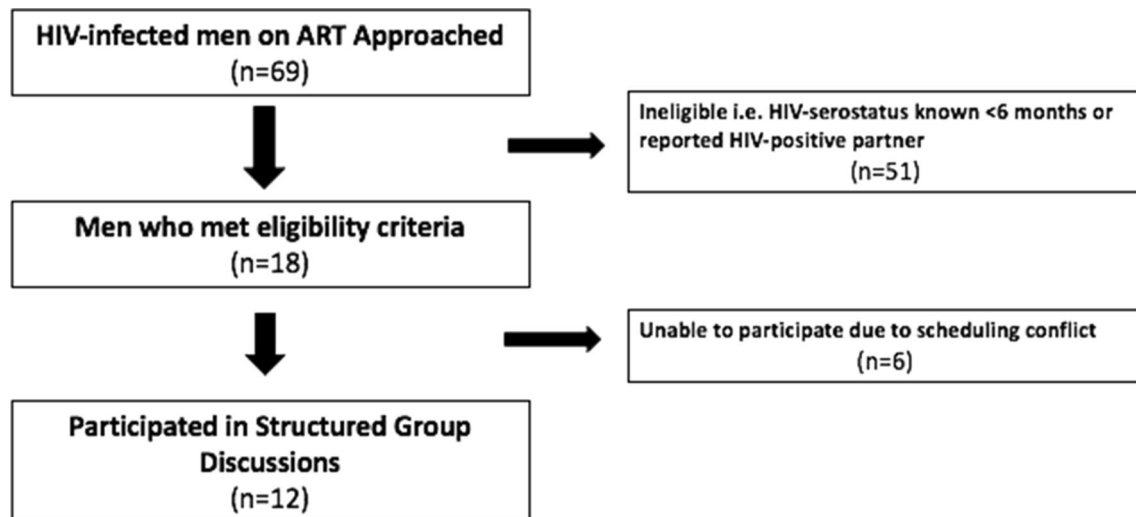 HIV-infected men on ART Approached
(n=69)
Ineligible i.e. HIV-serostatus known <6 months or
reported HIV-positive partner
(n=51)
Men who met eligibility criteria
(n=18)
Unable to participate due to scheduling conflict
(n=6)
Participated in Structured Group
Discussions
(n=12)